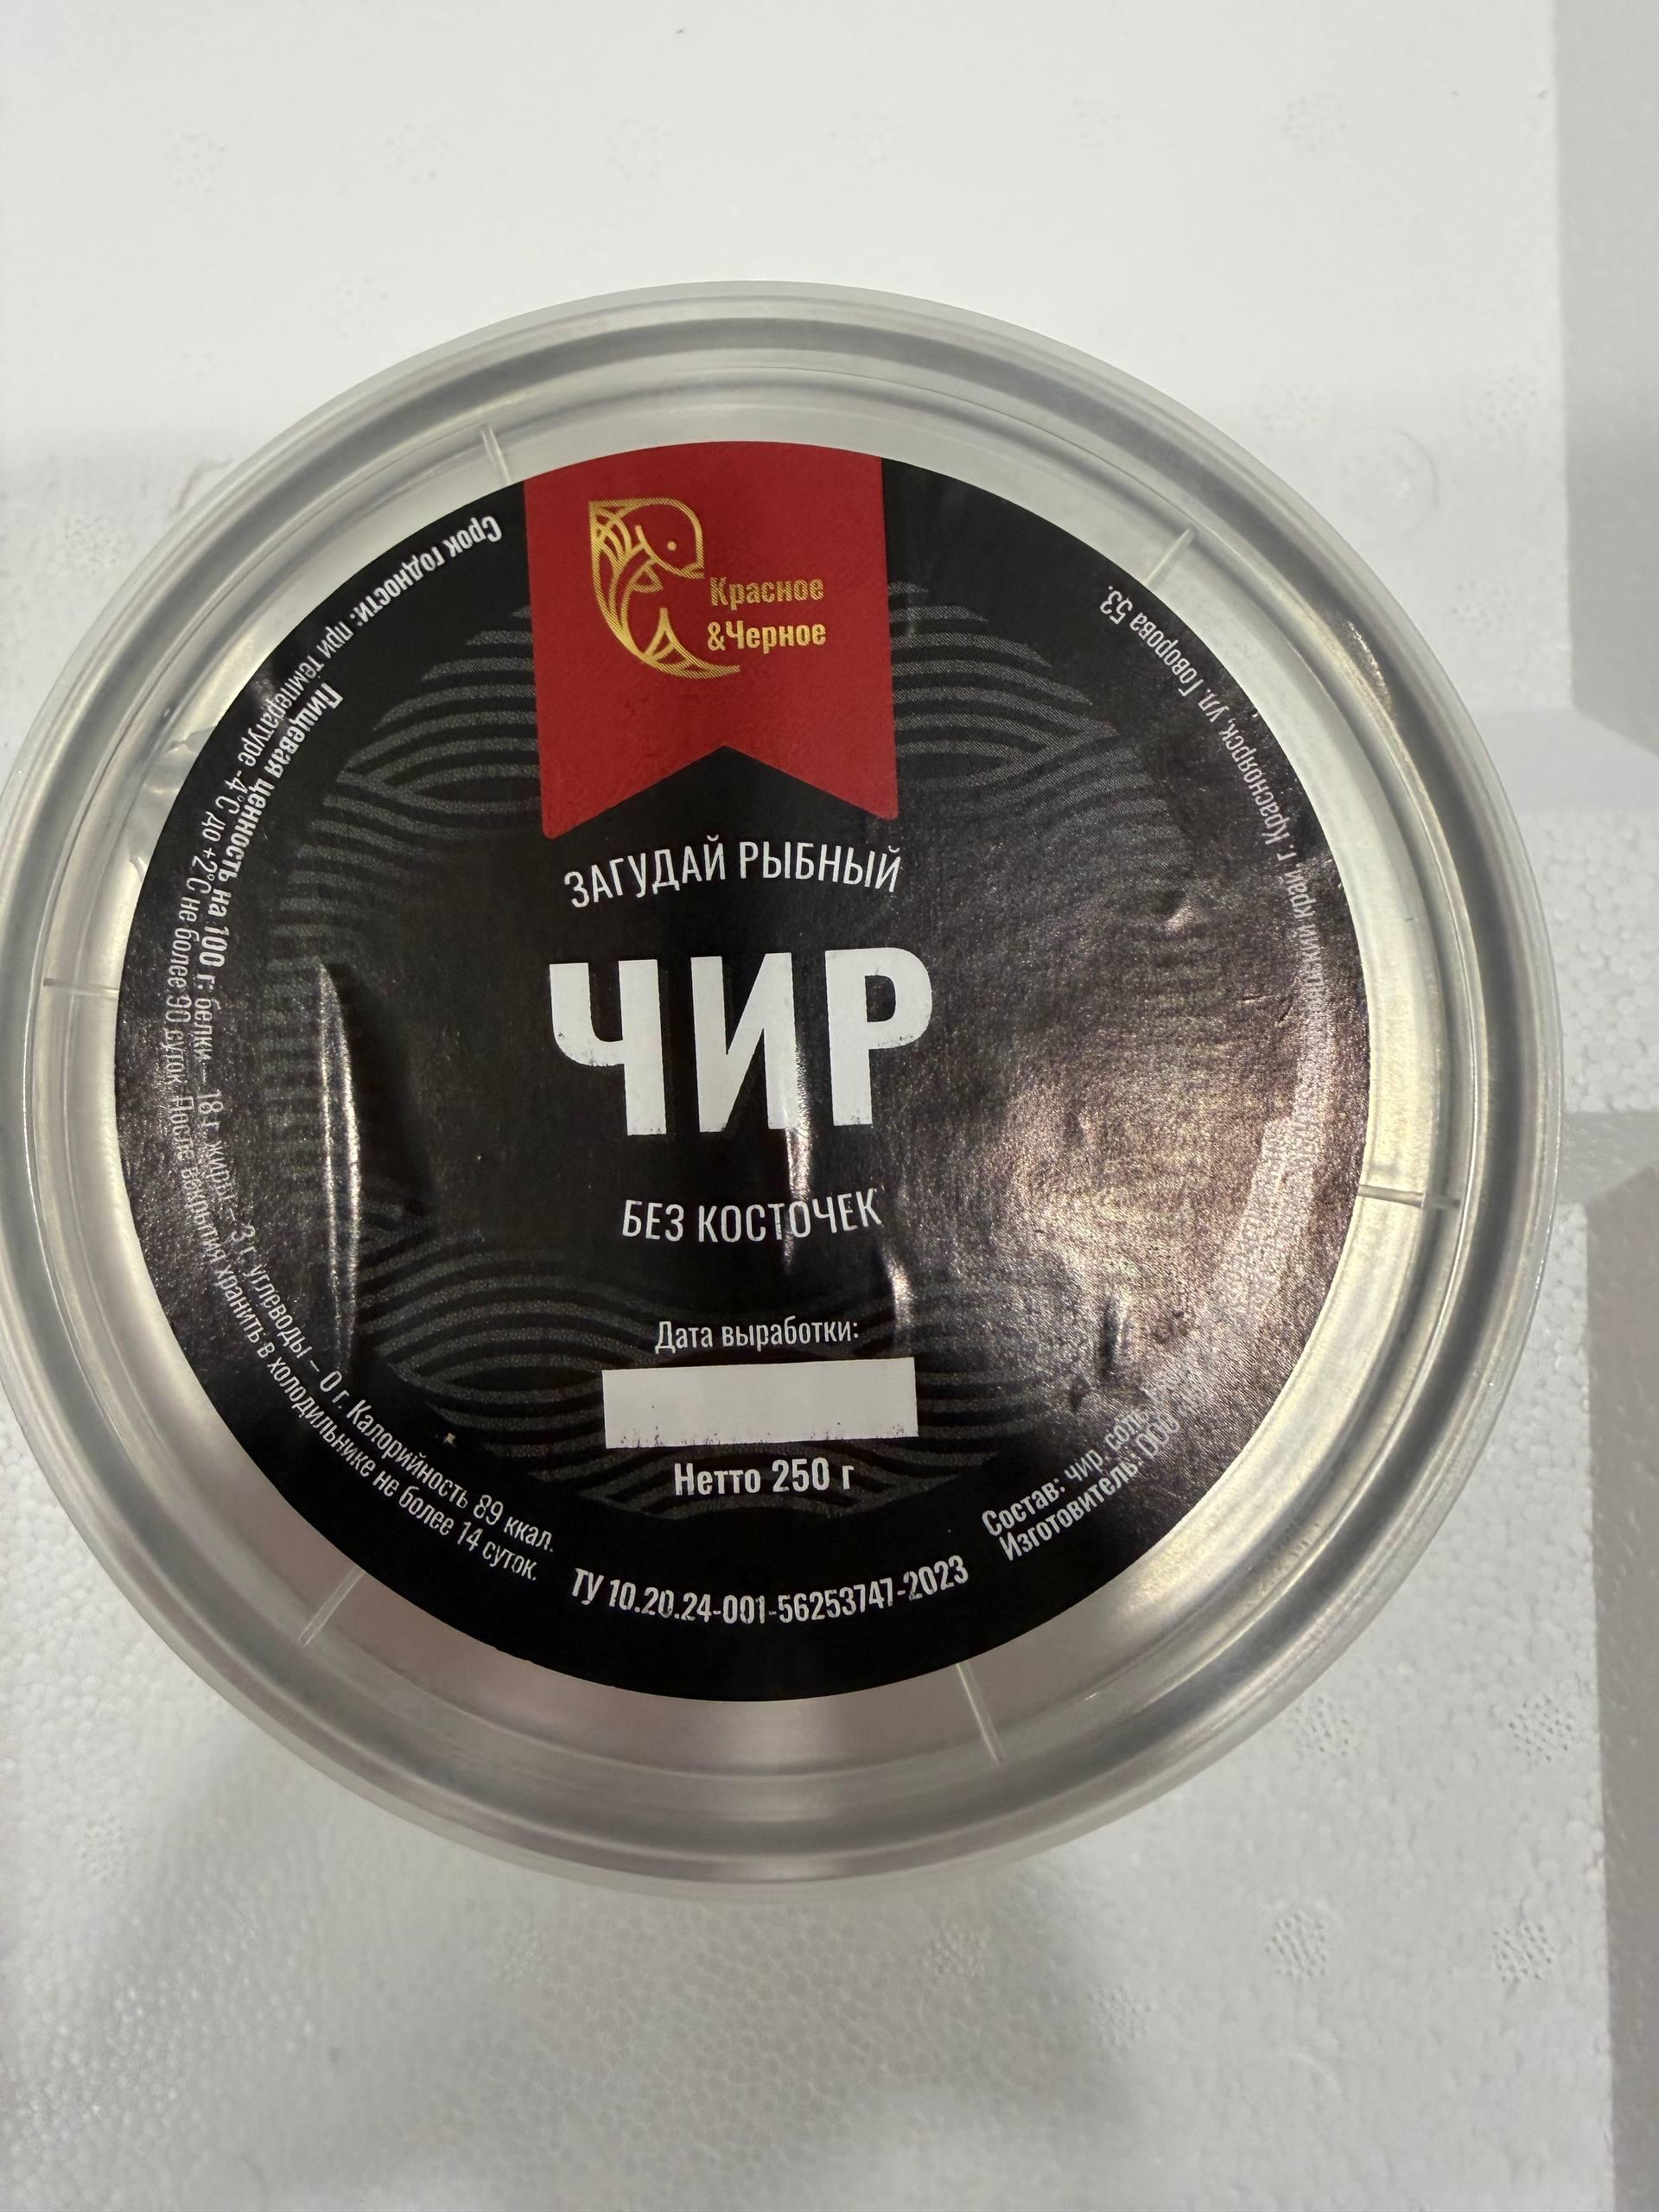 Красное
&Черное
ЗАГУДАЙ РЫБНЫЙ
ЧИР
БЕЗ КОСТОЧЕК
Дата выработки:
Нетто 250 г
ТУ 10.20.24-001-56253747-2023
Срок годности: при температуре -4°С до +2°С не более 90 суток. После вскрытия хранить в холодильнике не более 14 суток.
Пищевая ценность на 100 г: белки – 18 г. жиры – 3 г. углеводы – 0 г. Калорийность 89 ккал.
Состав: чир, соль,
Изготовитель: ООО край г. Красноярск, ул. Говорова 53.